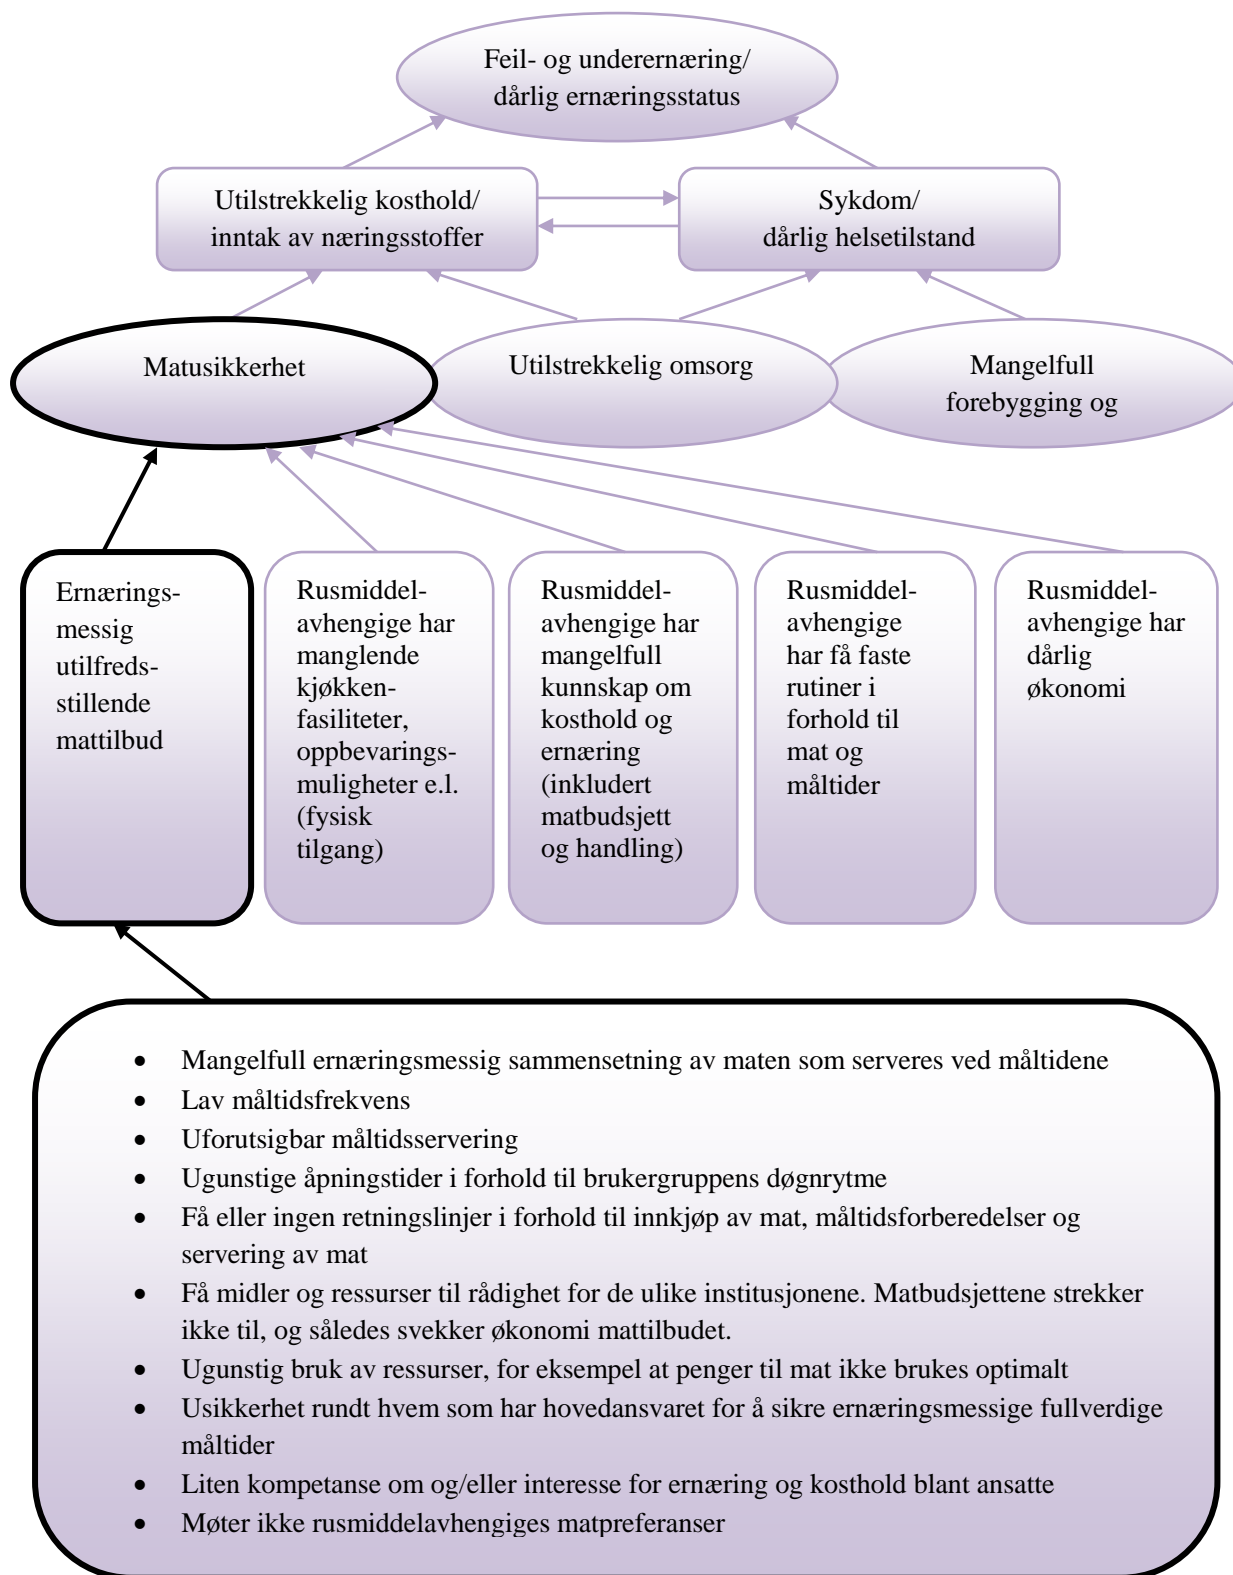 Feil- og underernæring/
dårlig ernæringsstatus
Utilstrekkelig kosthold/
inntak av næringsstoffer
Sykdom/
dårlig helsetilstand
Matusikkerhet
Utilstrekkelig omsorg
Mangelfull
forebygging og
Ernærings-
messig
utilfreds-
stillende
mattilbud
Rusmiddel-
avhengige har
manglende
kjøkken-
fasiliteter,
oppbevarings-
muligheter e.l.
(fysisk
tilgang)
Rusmiddel-
avhengige har
mangelfull
kunnskap om
kosthold og
ernæring
(inkludert
matbudsjett
og handling)
Rusmiddel-
avhengige
har få faste
rutiner i
forhold til
mat og
måltider
Rusmiddel-
avhengige har
dårlig
økonomi
• Mangelfull ernæringsmessig sammensetning av maten som serveres ved måltidene
• Lav måltidsfrekvens
• Uforutsigbar måltidsservering
• Ugunstige åpningstider i forhold til brukergruppens døgnrytme
• Få eller ingen retningslinjer i forhold til innkjøp av mat, måltidsforberedelser og
servering av mat
• Få midler og ressurser til rådighet for de ulike institusjonene. Matbudsjettene strekker
ikke til, og således svekker økonomi mattilbudet.
• Ugunstig bruk av ressurser, for eksempel at penger til mat ikke brukes optimalt
• Usikkerhet rundt hvem som har hovedansvaret for å sikre ernæringsmessige fullverdige
måltider
• Liten kompetanse om og/eller interesse for ernæring og kosthold blant ansatte
• Møter ikke rusmiddelavhengiges matpreferanser